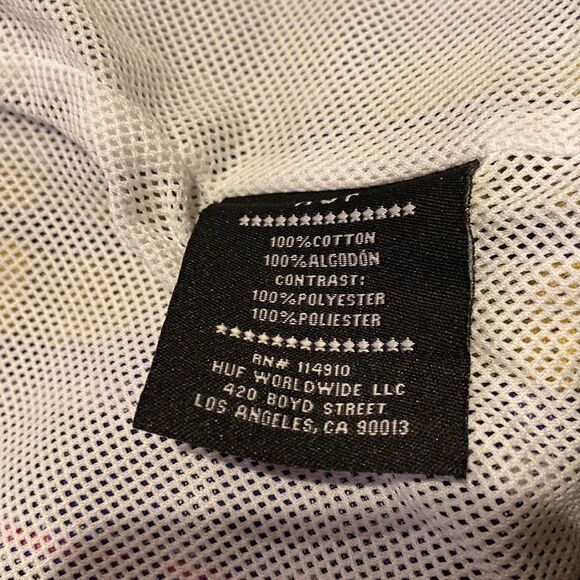 ★★★★★★★★★★★★★★
100%COTTON
100%ALGODÓN
CONTRAST:
100%POLYESTER
100%POLIESTER
★★★★★★★★★★★★★★
RN# 114910
HUF WORLDWIDE LLC
420 BOYD STREET
LOS ANGELES, CA 90013